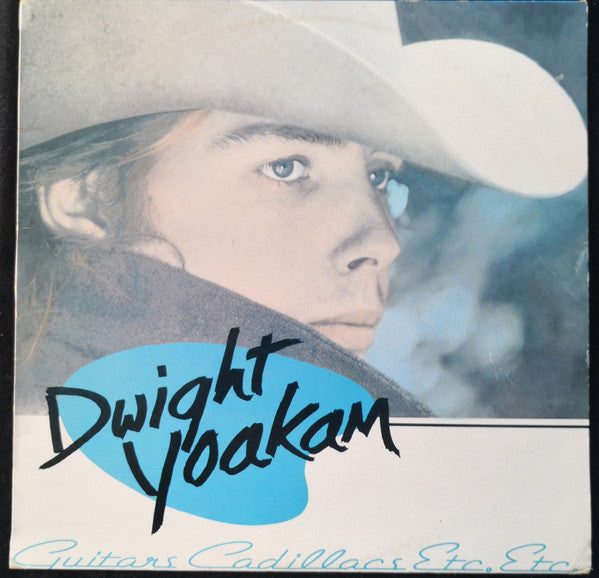 Dwight
Yoakam
Guitars, Cadillacs, Etc., Etc.